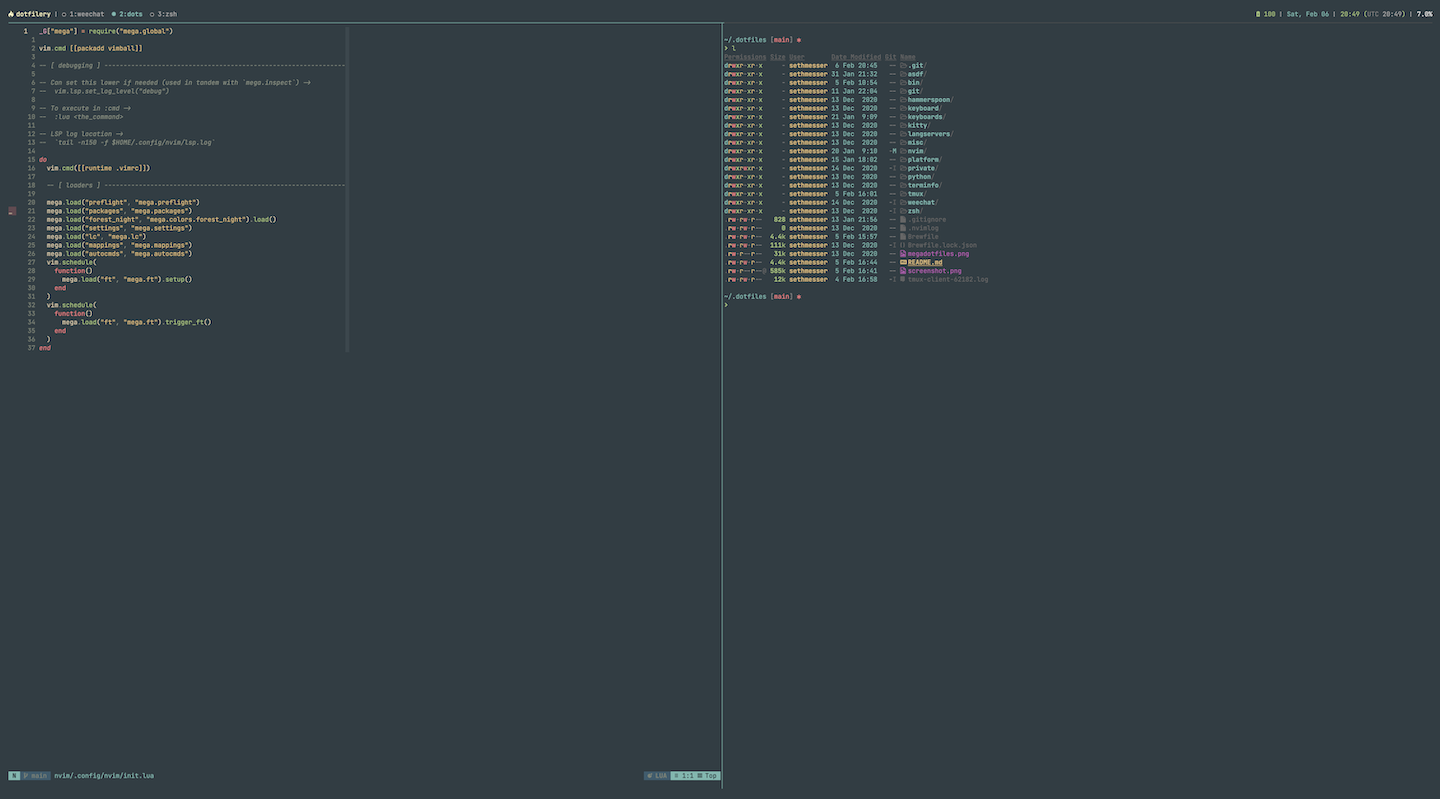 dotfilery | 1:weechat 2:dots 3:zsh
100 | Sat, Feb 06 | 20:49 (UTC 20:49) | 7.0%
1 _G["mega"] = require("mega.global")
1
2 vim.cmd [[packadd vimball]]
3
4 -- [ debugging ] ----------------------------------------------------------------
5
6 -- Can set this lower if needed (used in tandem with `mega.inspect`) ->
7 -- vim.lsp.set_log_level("debug")
8
9 -- To execute in :cmd ->
10 -- :lua <the_command>
11
12 -- LSP log location ->
13 -- `tail -n150 -f $HOME/.config/nvim/lsp.log`
14
15 do
16 vim.cmd([[runtime .vimrc]])
17
18 -- [ loaders ] ----------------------------------------------------------------
19
20 mega.load("preflight", "mega.preflight")
21 mega.load("packages", "mega.packages")
22 mega.load("forest_night", "mega.colors.forest_night").load()
23 mega.load("settings", "mega.settings")
24 mega.load("lc", "mega.lc")
25 mega.load("mappings", "mega.mappings")
26 mega.load("autocmds", "mega.autocmds")
27 vim.schedule(
28 function()
29 mega.load("ft", "mega.ft").setup()
30 end
31 )
32 vim.schedule(
33 function()
34 mega.load("ft", "mega.ft").trigger_ft()
35 end
36 )
37 end
N main nvim/.config/nvim/init.lua LUA 1:1 Top
~/.dotfiles [main]
> l
Permissions Size User Date Modified Git Name
drwxr-xr-x - sethmesser 6 Feb 20:45 -- .git/
drwxr-xr-x - sethmesser 31 Jan 21:32 -- asdf/
drwxr-xr-x - sethmesser 5 Feb 10:54 -- bin/
drwxr-xr-x - sethmesser 11 Jan 22:04 -- git/
drwxr-xr-x - sethmesser 13 Dec 2020 -- hammerspoon/
drwxr-xr-x - sethmesser 13 Dec 2020 -- keyboard/
drwxr-xr-x - sethmesser 21 Jan 9:09 -- keyboards/
drwxr-xr-x - sethmesser 13 Dec 2020 -- kitty/
drwxr-xr-x - sethmesser 13 Dec 2020 -- langservers/
drwxr-xr-x - sethmesser 13 Dec 2020 -- misc/
drwxr-xr-x - sethmesser 20 Jan 9:10 -M nvim/
drwxr-xr-x - sethmesser 15 Jan 18:02 -- platform/
drwxrwxr-x - sethmesser 14 Dec 2020 -I private/
drwxr-xr-x - sethmesser 13 Dec 2020 -- python/
drwxr-xr-x - sethmesser 13 Dec 2020 -- terminfo/
drwxr-xr-x - sethmesser 5 Feb 16:01 -- tmux/
drwxr-xr-x - sethmesser 14 Dec 2020 -I weechat/
drwxr-xr-x - sethmesser 13 Dec 2020 -I zsh/
.rw-rw-r-- 828 sethmesser 13 Jan 21:56 -- .gitignore
.rw-rw-r-- 0 sethmesser 13 Dec 2020 -- .nvimlog
.rw-rw-r-- 4.4k sethmesser 5 Feb 15:57 -- Brewfile
.rw-rw-r-- 111k sethmesser 13 Dec 2020 -I Brewfile.lock.json
.rw-rw-r-- 31k sethmesser 13 Dec 2020 -- megadotfiles.png
.rw-rw-r-- 4.4k sethmesser 5 Feb 16:44 -- README.md
.rw-r--r--@ 585k sethmesser 5 Feb 16:41 -- screenshot.png
.rw-rw-r-- 12k sethmesser 4 Feb 16:58 -I tmux-client-62182.log
~/.dotfiles [main]
>